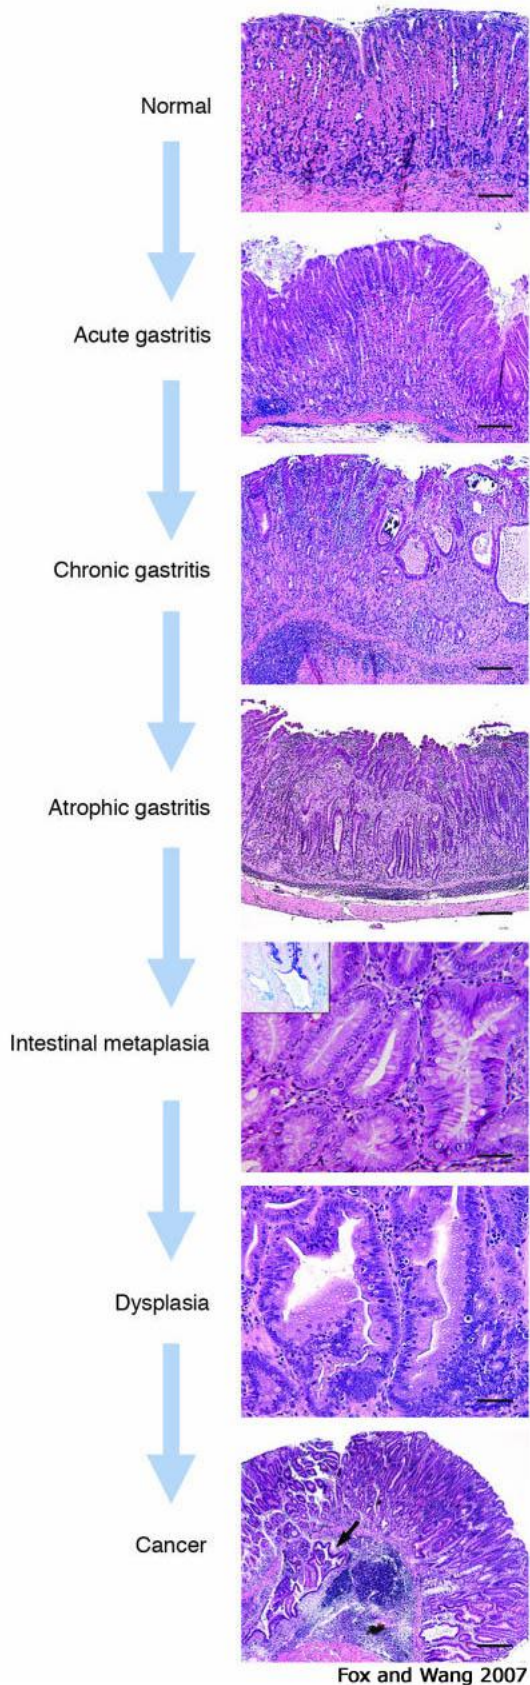 Normal
Acute gastritis
Chronic gastritis
Atrophic gastritis
Intestinal metaplasia
Dysplasia
Cancer
Fox and Wang 2007